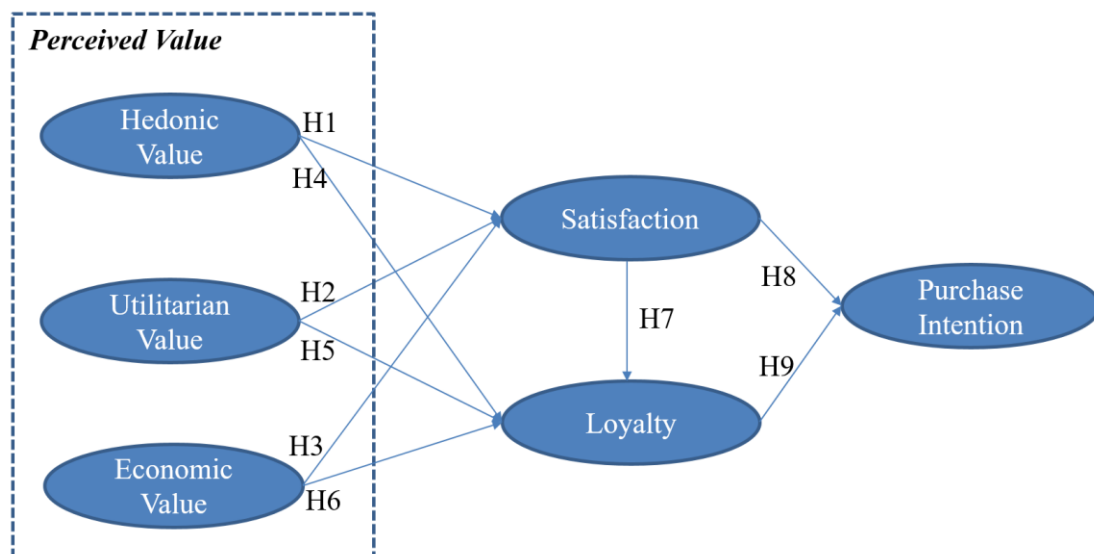 Perceived Value
Hedonic
Value
H1
H4
Utilitarian
Value
H2
H5
Economic
Value
H3
H6
Satisfaction
H7
Loyalty
H8
H9
Purchase
Intention